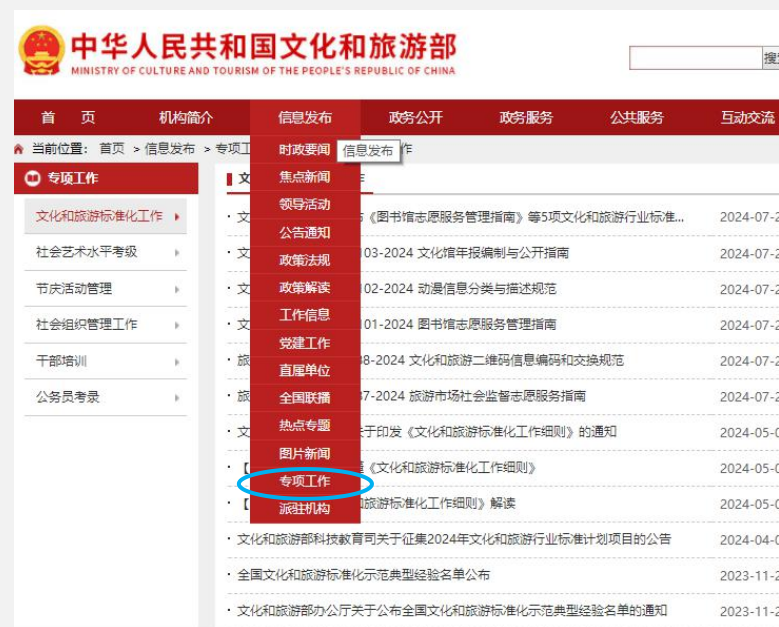 中华人民共和国文化和旅游部
MINISTRY OF CULTURE AND TOURISM OF THE PEOPLE'S REPUBLIC OF CHINA
搜
首 页 机构简介 信息发布 政务公开 政务服务 公共服务 互动交流
当前位置: 首页 > 信息发布 > 专项工 作
信息发布
时政要闻
焦点新闻
领导活动
公告通知
政策法规
政策解读
工作信息
党建工作
直属单位
全国联播
热点专题
图片新闻
专项工作
派驻机构
专项工作
文化和旅游标准化工作
社会艺术水平考级
节庆活动管理
社会组织管理工作
干部培训
公务员考录
文
· 文 《图书馆志愿服务管理指南》等5项文化和旅游行业标准... 2024-07-2
· 文 03-2024 文化馆年报编制与公开指南 2024-07-2
· 文 02-2024 动漫信息分类与描述规范 2024-07-2
· 文 01-2024 图书馆志愿服务管理指南 2024-07-2
· 旅 8-2024 文化和旅游二维码信息编码和交换规范 2024-07-2
· 旅 7-2024 旅游市场社会监督志愿服务指南 2024-07-2
· 文 关于印发《文化和旅游标准化工作细则》的通知 2024-05-0
· 【 《文化和旅游标准化工作细则》 2024-05-0
· 【 旅游标准化工作细则》解读 2024-05-0
· 文化和旅游部科技教育司关于征集2024年文化和旅游行业标准计划项目的公告 2024-04-0
· 全国文化和旅游标准化示范典型经验名单公布 2023-11-2
· 文化和旅游部办公厅关于公布全国文化和旅游标准化示范典型经验名单的通知 2023-11-2